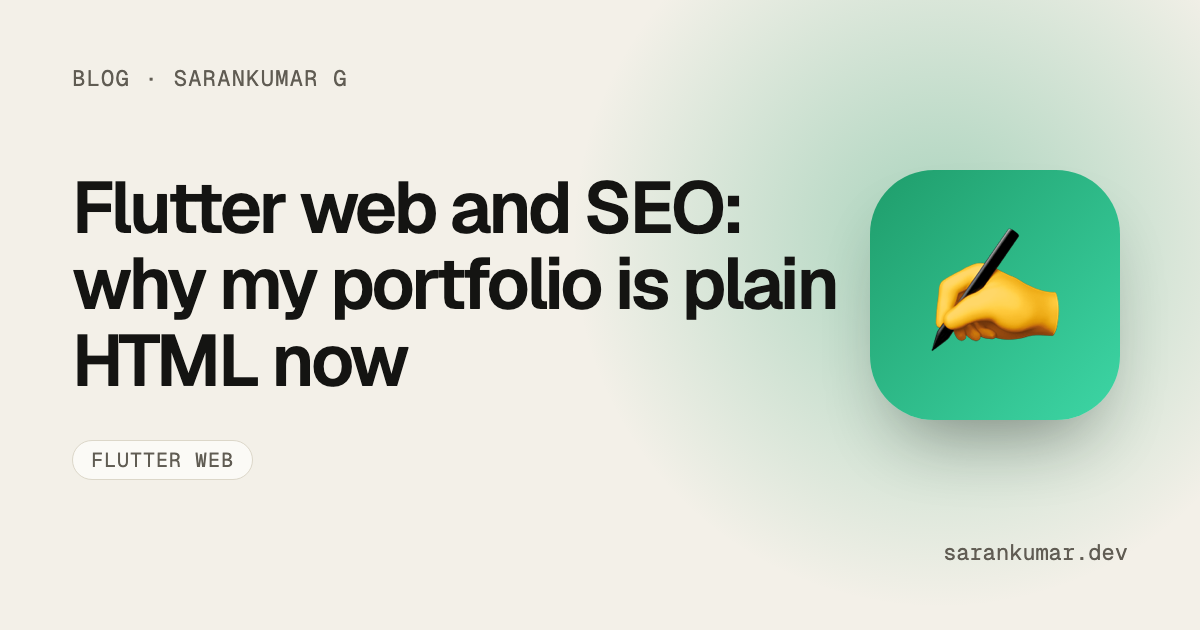 BLOG · SARANKUMAR G
Flutter web and SEO:
why my portfolio is plain
HTML now
FLUTTER WEB
sarankumar.dev